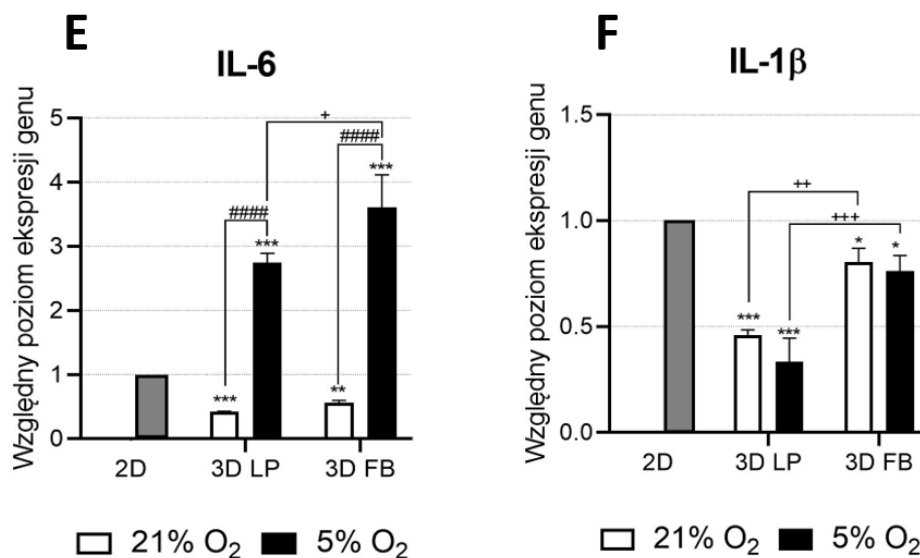 E
IL-6
Względny poziom ekspresji genu
5
4
3
2
1
0
+
####
####
***
***
***
**
2D
3D LP
3D FB
21% O₂
5% O₂
F
IL-1β
Względny poziom ekspresji genu
1.5
1.0
0.5
0.0
++
+++
*
*
***
***
2D
3D LP
3D FB
21% O₂
5% O₂